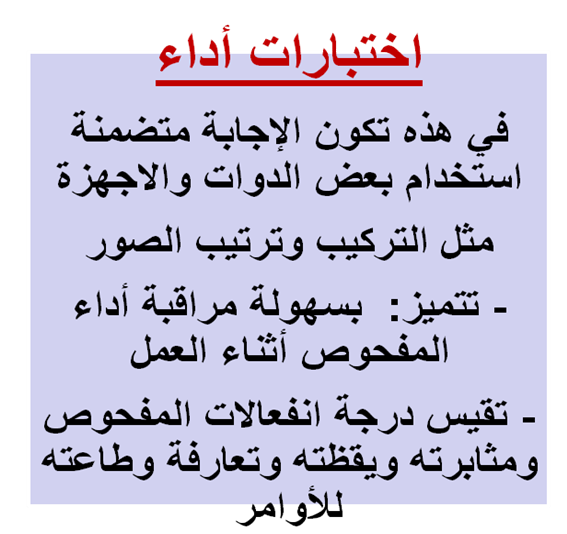 اختبارات أداء
في هذه تكون الإجابة متضمنة
استخدام بعض الدوات والاجهزة
مثل التركيب وترتيب الصور
- تتميز: بسهولة مراقبة أداء
المفحوص أثناء العمل
- تقيس درجة انفعالات المفحوص
ومثابرته ويقظته وتعارفة وطاعته
للأوامر